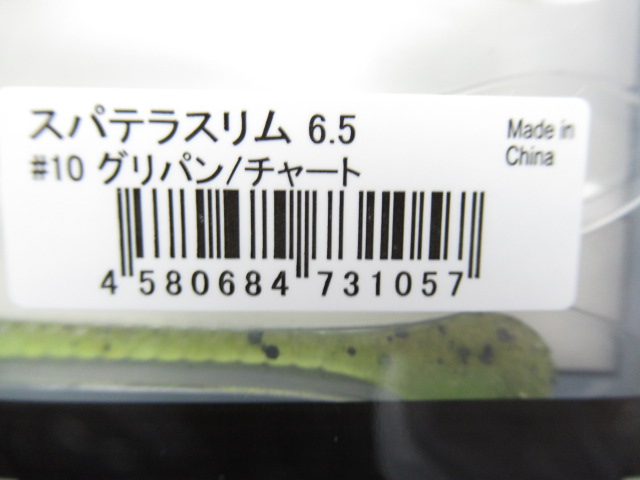 スパテラスリム 6.5
#10 グリパン/チャート
Made in
China
4 580684 731057